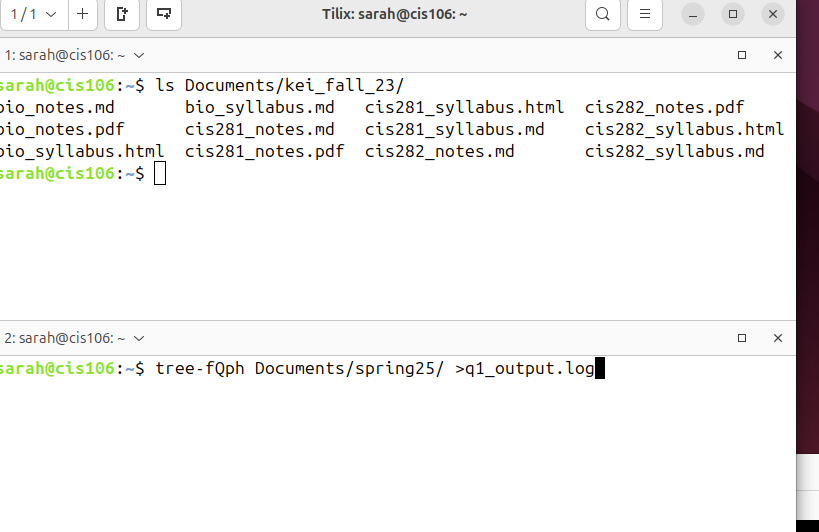 1 / 1
Tilix: sarah@cis106: ~
1: sarah@cis106: ~
sarah@cis106:~$ ls Documents/kei_fall_23/
bio_notes.md bio_syllabus.md cis281_syllabus.html cis282_notes.pdf
bio_notes.pdf cis281_notes.md cis281_syllabus.md cis282_syllabus.html
bio_syllabus.html cis281_notes.pdf cis282_notes.md cis282_syllabus.md
sarah@cis106:~$
2: sarah@cis106: ~
sarah@cis106:~$ tree-fQph Documents/spring25/ >q1_output.log